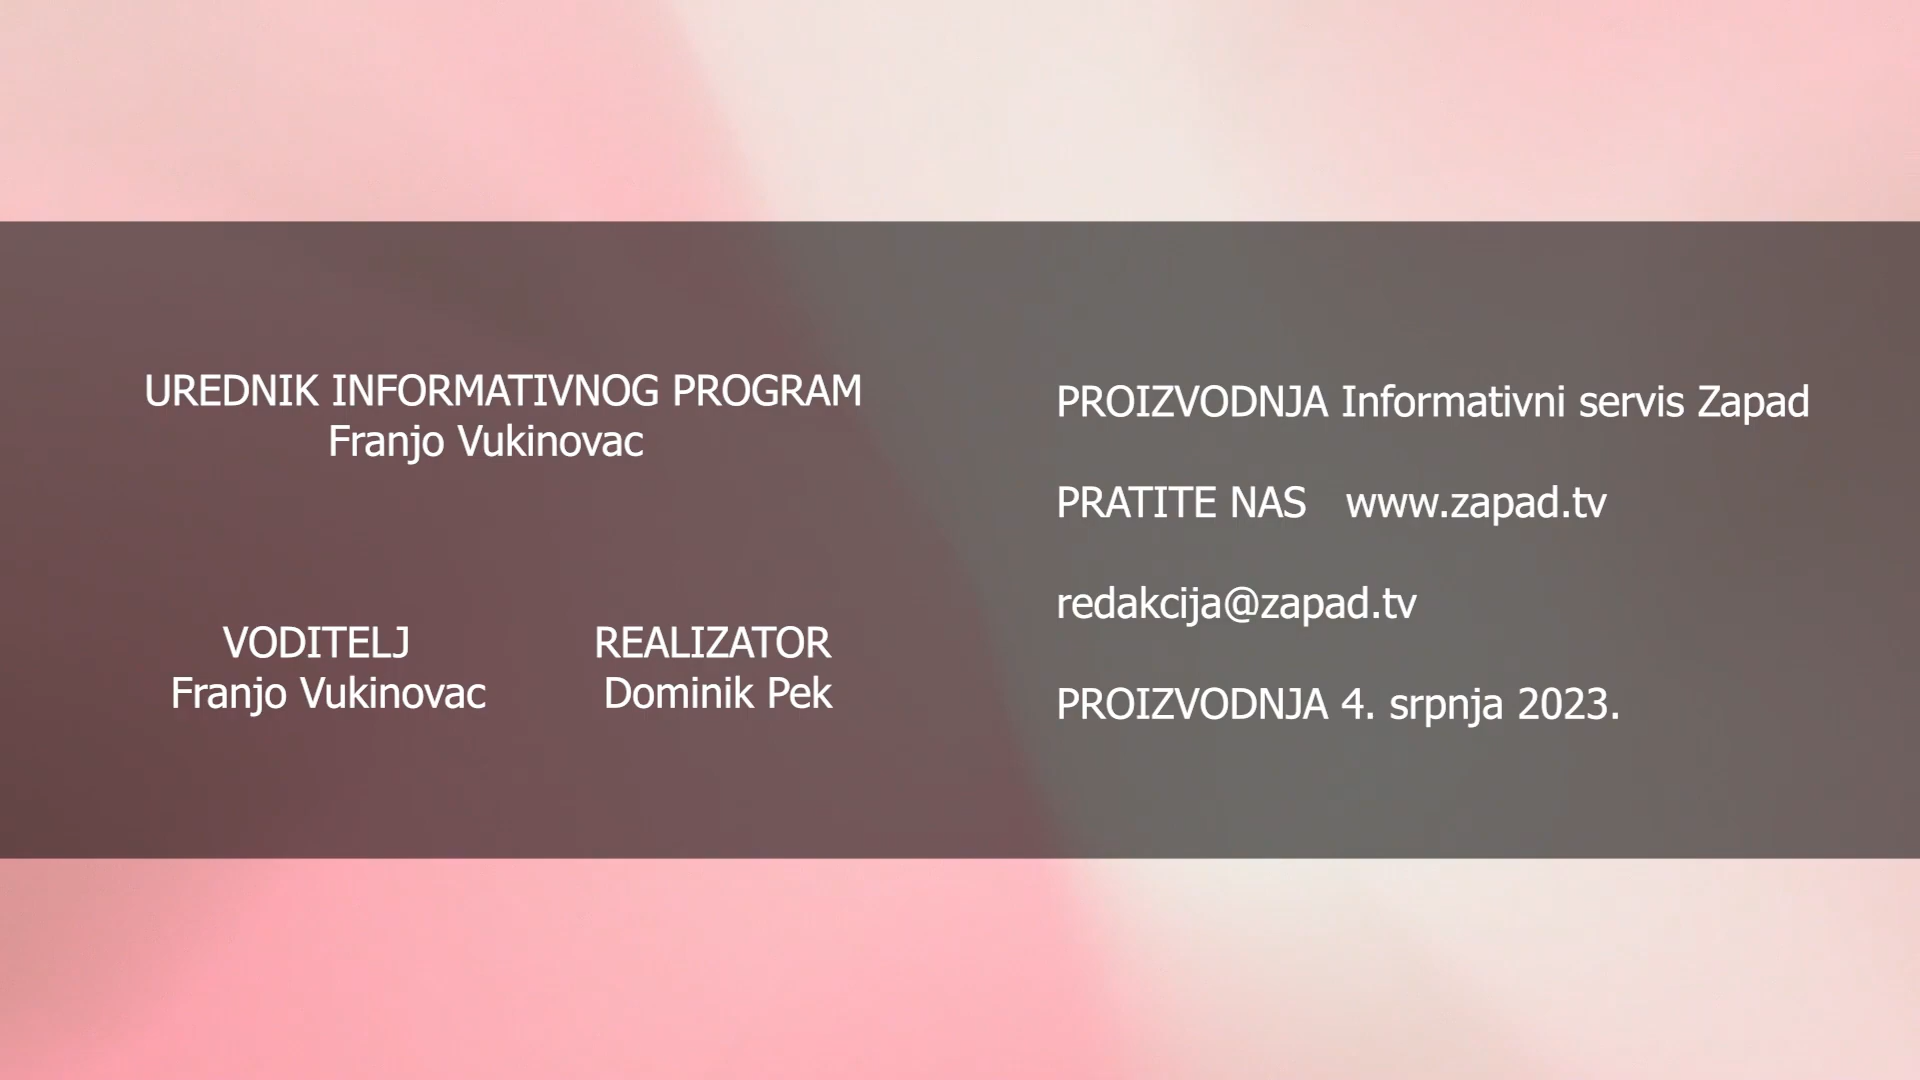 UREDNIK INFORMATIVNOG PROGRAM
Franjo Vukinovac
VODITELJ
Franjo Vukinovac
REALIZATOR
Dominik Pek
PROIZVODNJA Informativni servis Zapad
PRATITE NAS www.zapad.tv
redakcija@zapad.tv
PROIZVODNJA 4. srpnja 2023.